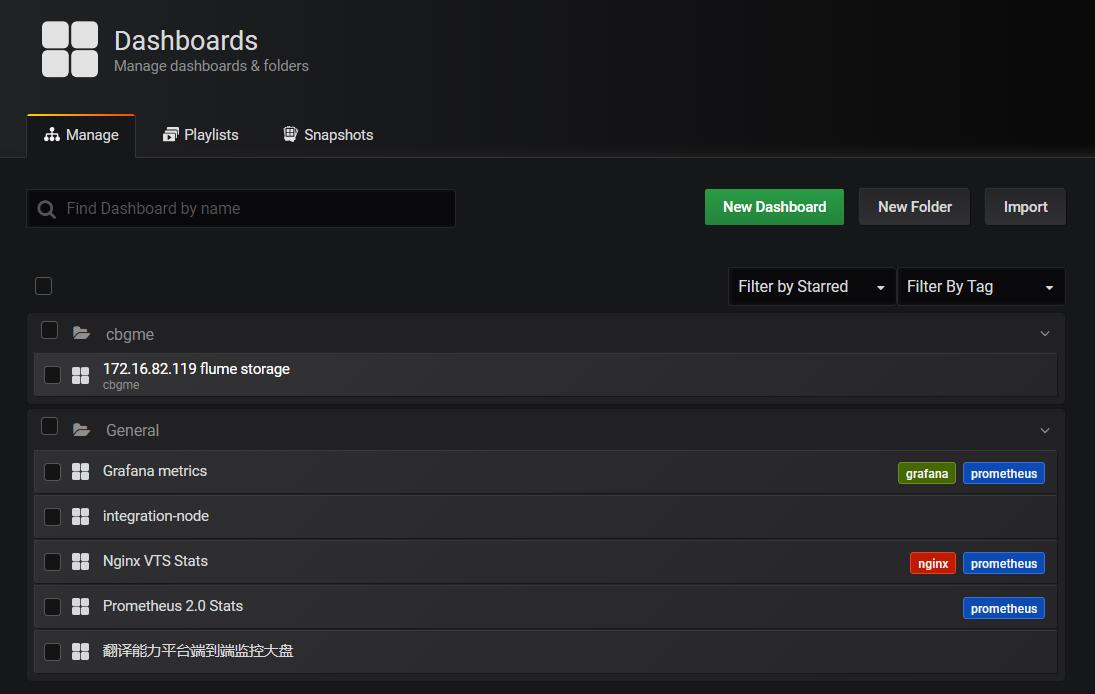 Dashboards
Manage dashboards & folders
Manage
Playlists
Snapshots
Find Dashboard by name
New Dashboard
New Folder
Import
Filter by Starred
Filter By Tag
cbgme
172.16.82.119 flume storage
cbgme
General
Grafana metrics
grafana
prometheus
integration-node
Nginx VTS Stats
nginx
prometheus
Prometheus 2.0 Stats
prometheus
翻译能力平台端到端监控大盘